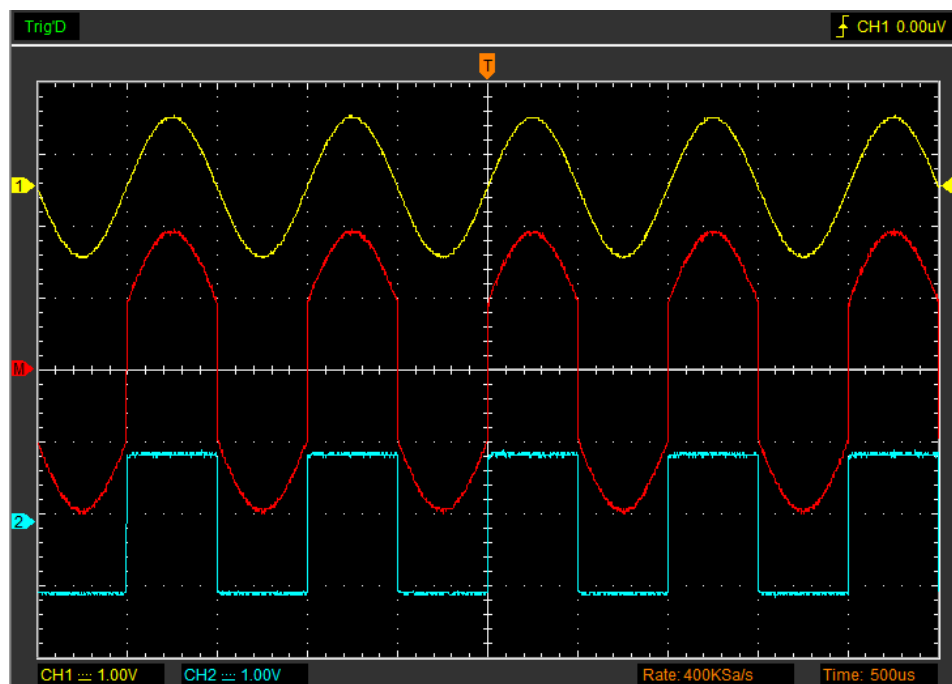 Trig'D
CH1 0.00uV
T
1
M
2
CH1 1.00V
CH2 1.00V
Rate: 400KSa/s
Time: 500us